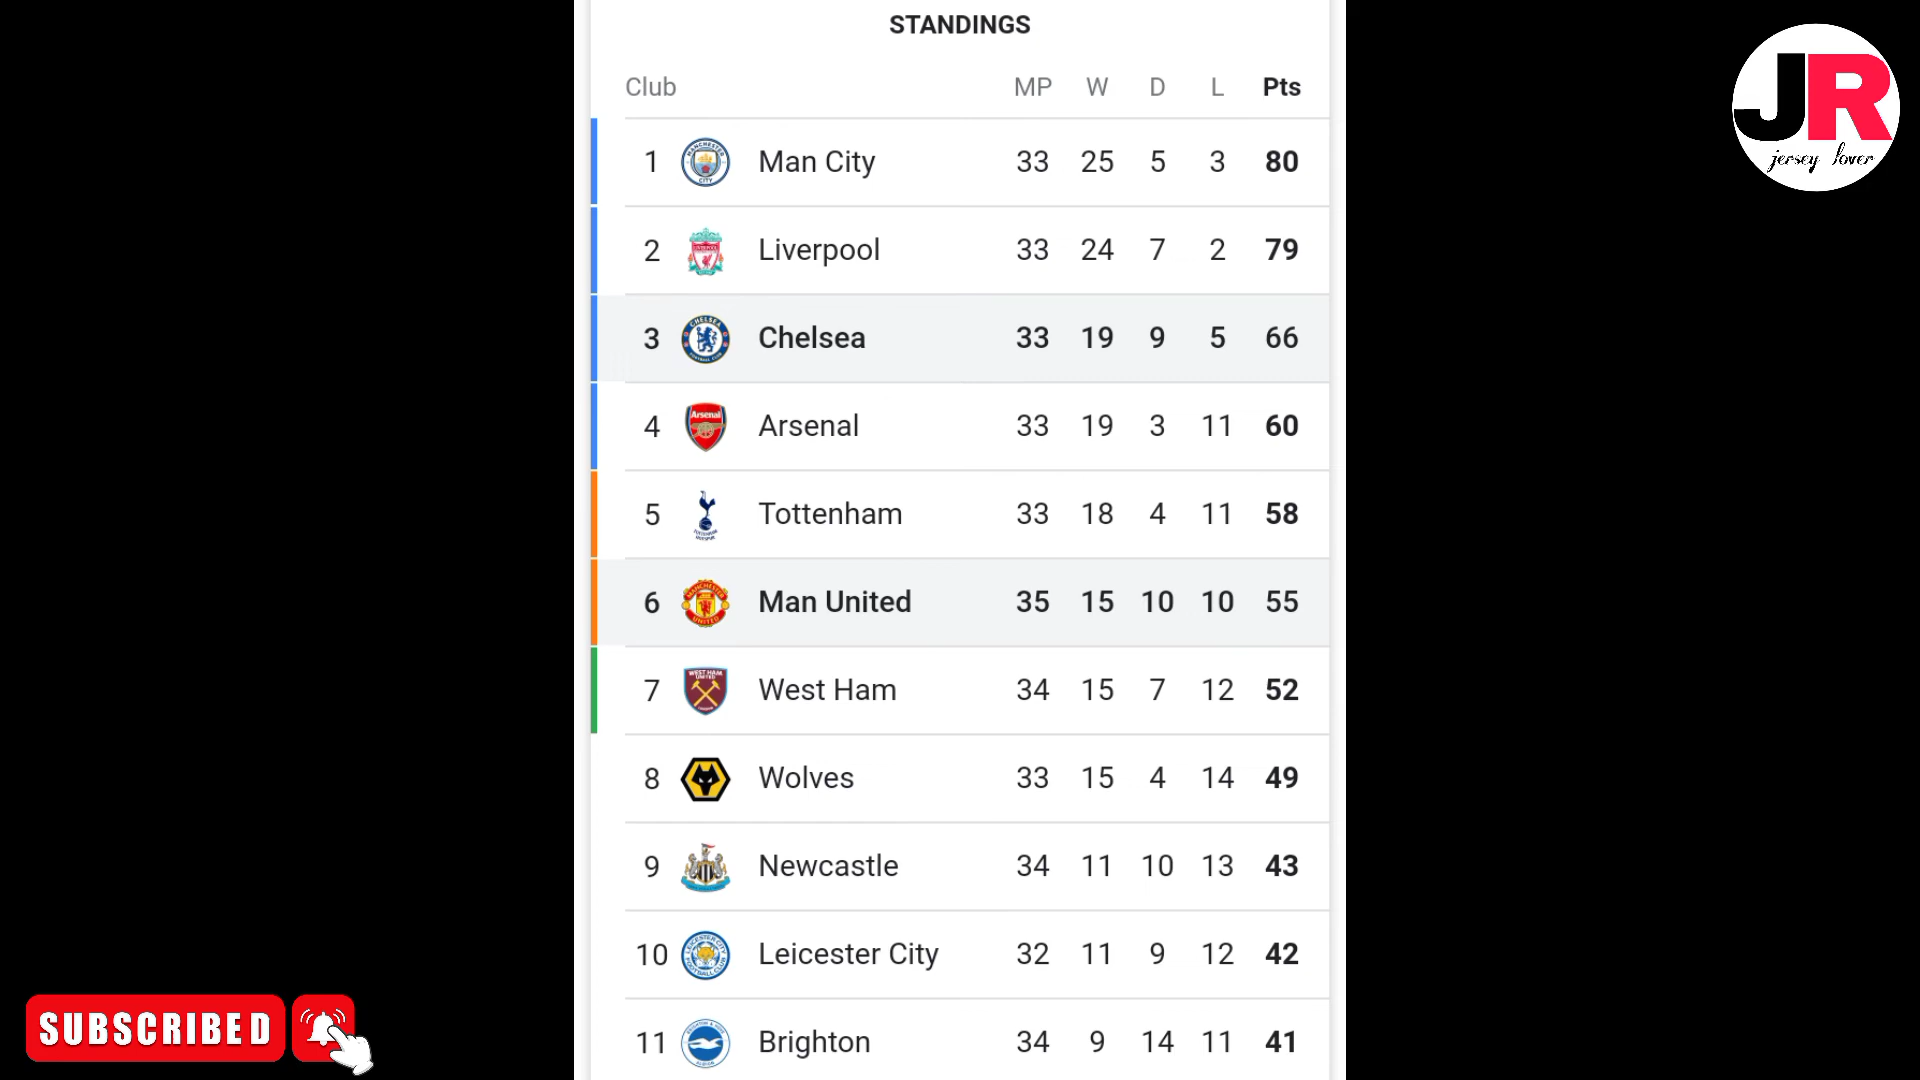 STANDINGS
Club MP W D L Pts
1 Man City 33 25 5 3 80
2 Liverpool 33 24 7 2 79
3 Chelsea 33 19 9 5 66
4 Arsenal 33 19 3 11 60
5 Tottenham 33 18 4 11 58
6 Man United 35 15 10 10 55
7 West Ham 34 15 7 12 52
8 Wolves 33 15 4 14 49
9 Newcastle 34 11 10 13 43
10 Leicester City 32 11 9 12 42
11 Brighton 34 9 14 11 41
JR
jersey lover
SUBSCRIBED